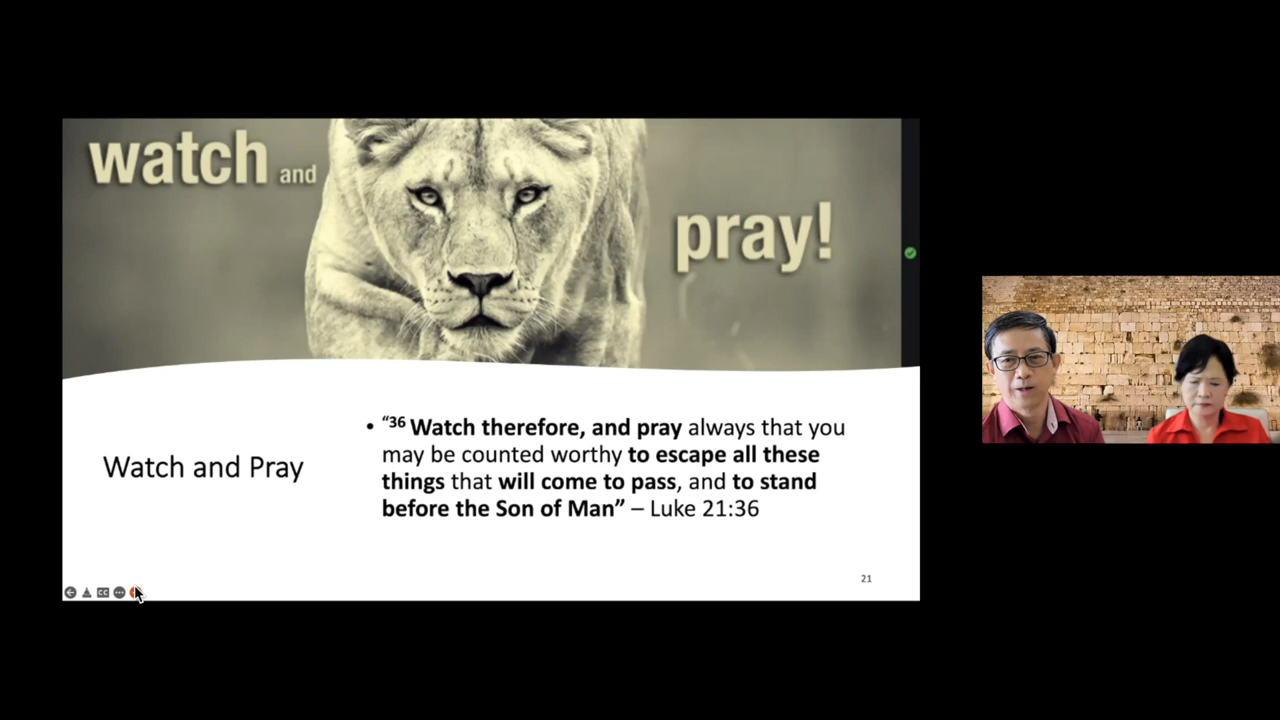 watch and
pray!
Watch and Pray
• “36 Watch therefore, and pray always that you
may be counted worthy to escape all these
things that will come to pass, and to stand
before the Son of Man” – Luke 21:36
CC
21